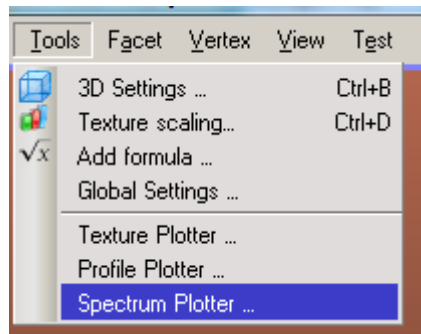 Tools Facet Vertex View Test
3D Settings ... Ctrl+B
Texture scaling... Ctrl+D
√x Add formula ...
Global Settings ...
Texture Plotter ...
Profile Plotter ...
Spectrum Plotter ...